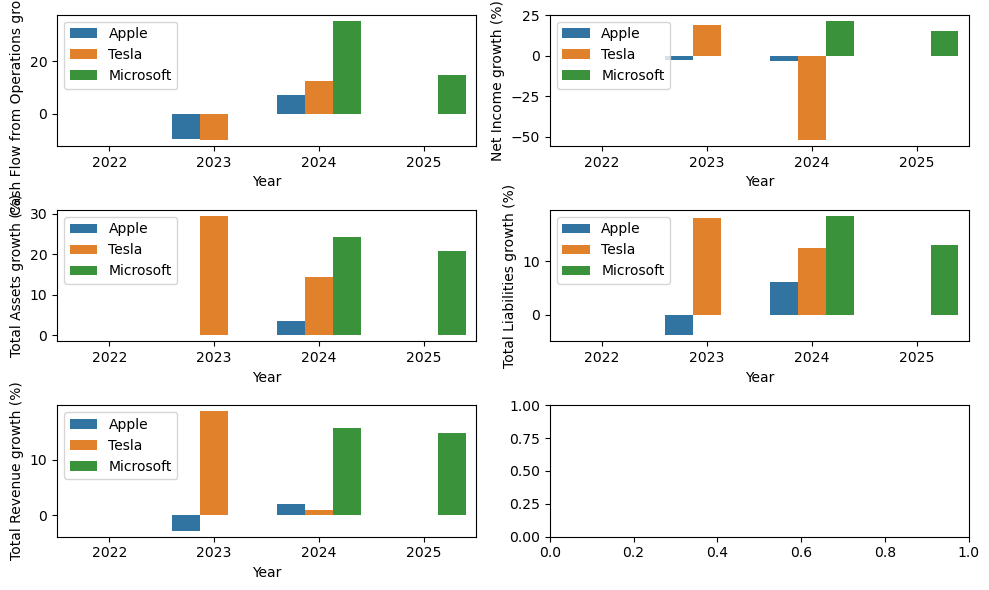 Cash Flow from Operations gro
20
0
Apple
Tesla
Microsoft
2022
2023
2024
2025
Year
Net Income growth (%)
25
0
−25
−50
Apple
Tesla
Microsoft
2022
2023
2024
2025
Year
Total Assets growth (%)
30
20
10
0
Apple
Tesla
Microsoft
2022
2023
2024
2025
Year
Total Liabilities growth (%)
10
0
Apple
Tesla
Microsoft
2022
2023
2024
2025
Year
Total Revenue growth (%)
10
0
Apple
Tesla
Microsoft
2022
2023
2024
2025
Year
1.00
0.75
0.50
0.25
0.00
0.0
0.2
0.4
0.6
0.8
1.0